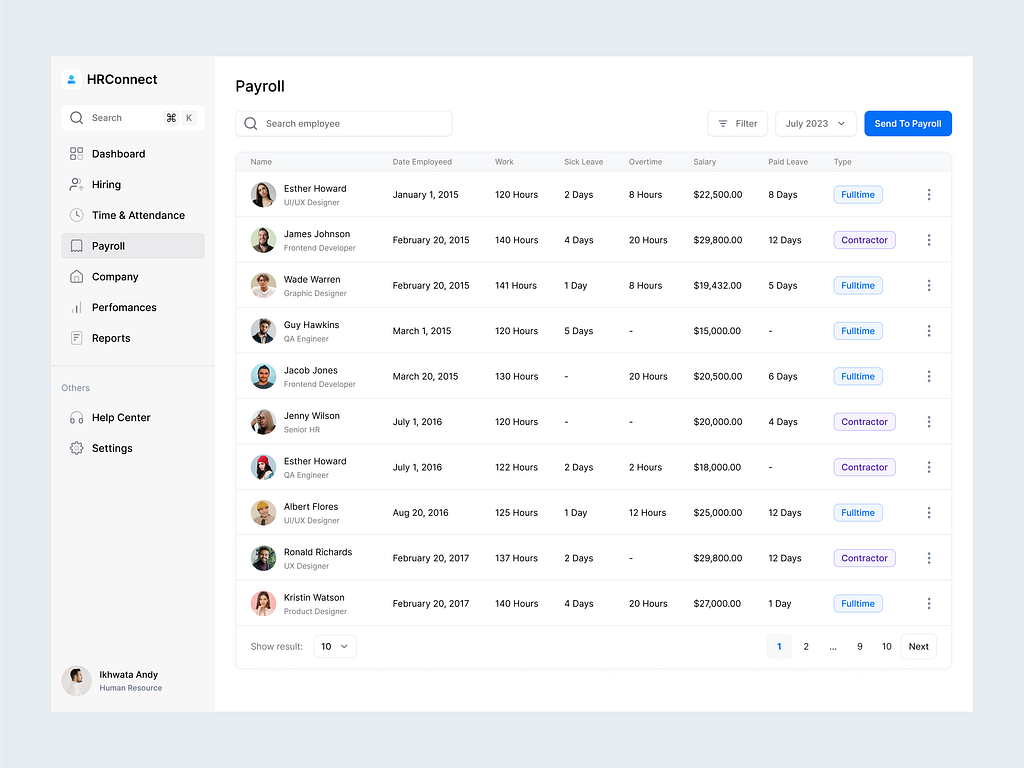 HRConnect
Search ⌘ K
Dashboard
Hiring
Time & Attendance
Payroll
Company
Perfomances
Reports
Others
Help Center
Settings
Ikhwata Andy
Human Resource
Payroll
Search employee
Filter
July 2023
Send To Payroll
Name Date Employeed Work Sick Leave Overtime Salary Paid Leave Type
Esther Howard
UI/UX Designer
January 1, 2015 120 Hours 2 Days 8 Hours $22,500.00 8 Days Fulltime
James Johnson
Frontend Developer
February 20, 2015 140 Hours 4 Days 20 Hours $29,800.00 12 Days Contractor
Wade Warren
Graphic Designer
February 20, 2015 141 Hours 1 Day 8 Hours $19,432.00 5 Days Fulltime
Guy Hawkins
QA Engineer
March 1, 2015 120 Hours 5 Days - $15,000.00 - Fulltime
Jacob Jones
Frontend Developer
March 20, 2015 130 Hours - 20 Hours $20,500.00 6 Days Fulltime
Jenny Wilson
Senior HR
July 1, 2016 120 Hours - - $20,000.00 4 Days Contractor
Esther Howard
QA Engineer
July 1, 2016 122 Hours 2 Days 2 Hours $18,000.00 - Contractor
Albert Flores
UI/UX Designer
Aug 20, 2016 125 Hours 1 Day 12 Hours $25,000.00 12 Days Fulltime
Ronald Richards
UX Designer
February 20, 2017 137 Hours 2 Days - $29,800.00 12 Days Contractor
Kristin Watson
Product Designer
February 20, 2017 140 Hours 4 Days 20 Hours $27,000.00 1 Day Fulltime
Show result: 10
1 2 ... 9 10 Next